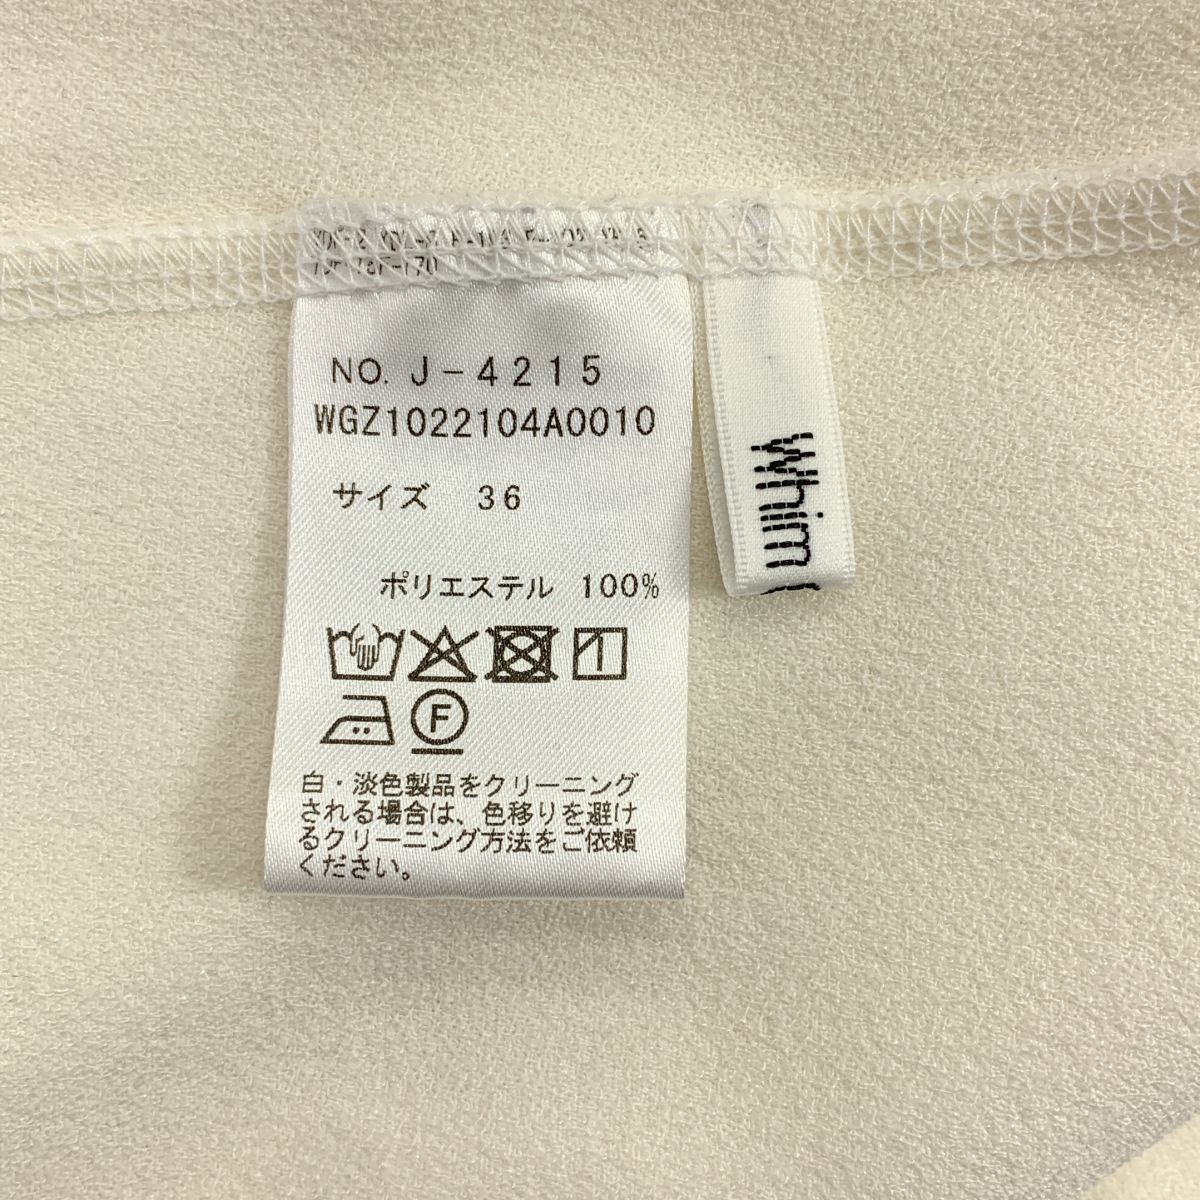 NO. J-4215
WGZ1022104A0010
サイズ 36
ポリエステル 100%
F
白・淡色製品をクリーニング
される場合は、色移りを避け
るクリーニング方法をご依頼
ください。
Whim